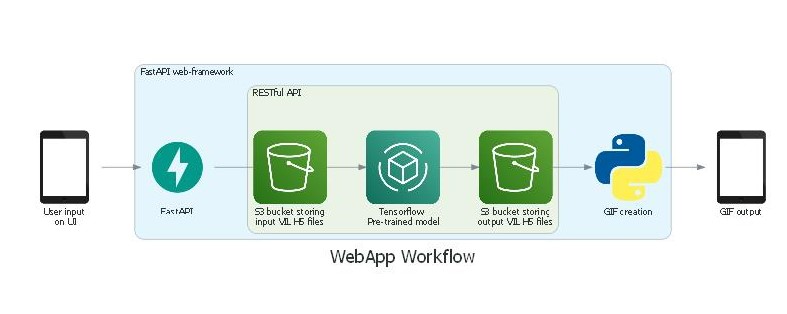 FastAPI web-framework
RESTful API
User input
on UI
FastAPI
S3 bucket storing
input VIL H5 files
Tensorflow
Pre-trained model
S3 bucket storing
output VIL H5 files
GIF creation
GIF output
WebApp Workflow